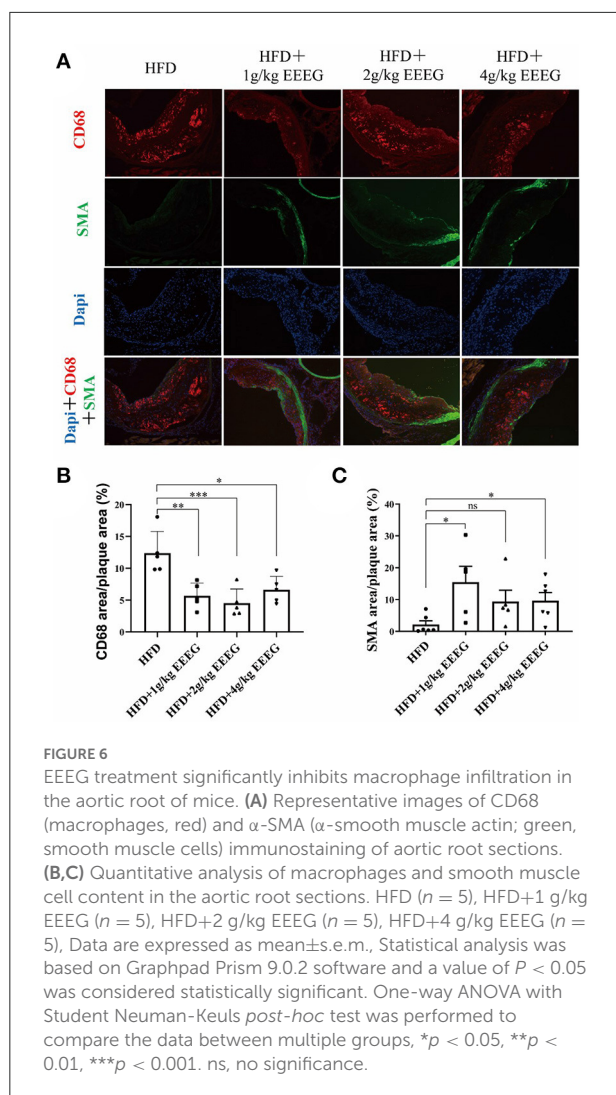 A
HFD
HFD+
1g/kg EEEG
HFD+
2g/kg EEEG
HFD+
4g/kg EEEG
CD68
SMA
Dapi
Dapi+CD68
+SMA
B
CD68 area/plaque area (%)
20
15
10
5
0
*
***
**
HFD
HFD+1g/kg EEEG
HFD+2g/kg EEEG
HFD+4g/kg EEEG
C
SMA area/plaque area (%)
40
30
20
10
0
*
ns
*
HFD
HFD+1g/kg EEEG
HFD+2g/kg EEEG
HFD+4g/kg EEEG
FIGURE 6
EEEG treatment significantly inhibits macrophage infiltration in
the aortic root of mice. (A) Representative images of CD68
(macrophages, red) and α-SMA (α-smooth muscle actin; green,
smooth muscle cells) immunostaining of aortic root sections.
(B,C) Quantitative analysis of macrophages and smooth muscle
cell content in the aortic root sections. HFD (n = 5), HFD+1 g/kg
EEEG (n = 5), HFD+2 g/kg EEEG (n = 5), HFD+4 g/kg EEEG (n =
5), Data are expressed as mean±s.e.m., Statistical analysis was
based on Graphpad Prism 9.0.2 software and a value of P < 0.05
was considered statistically significant. One-way ANOVA with
Student Neuman-Keuls post-hoc test was performed to
compare the data between multiple groups, *p < 0.05, **p <
0.01, ***p < 0.001. ns, no significance.